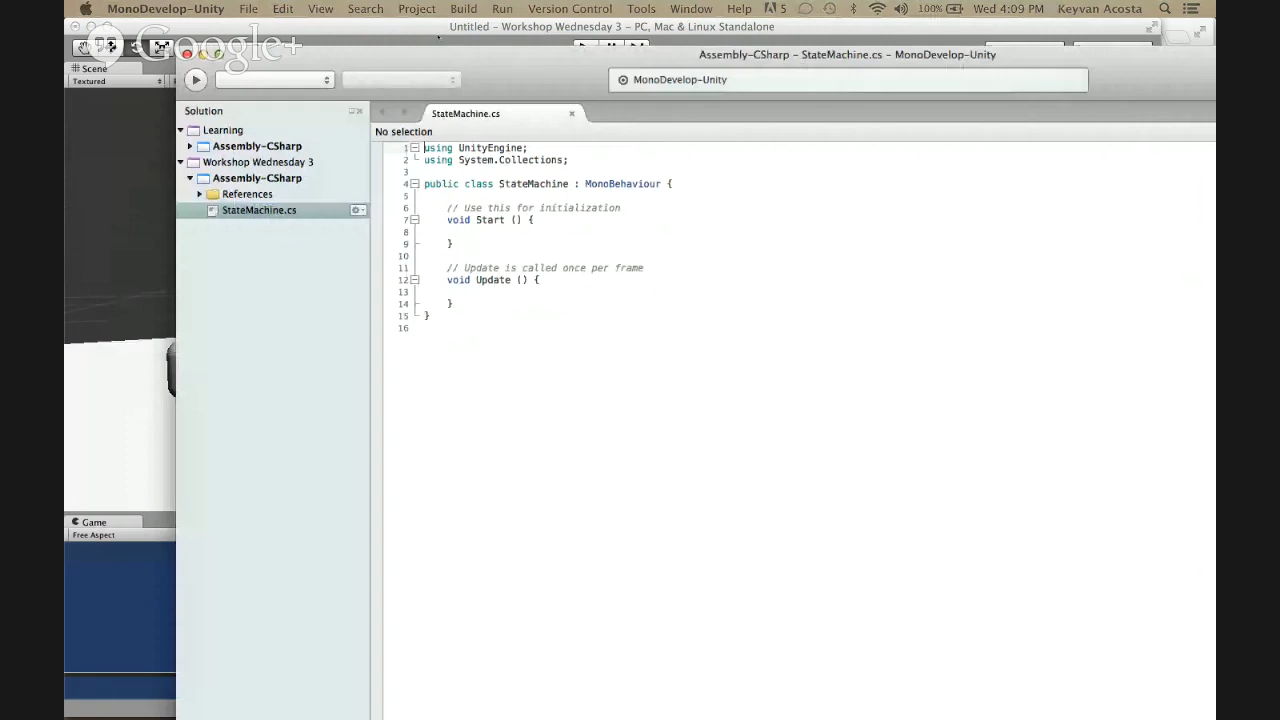 MonoDevelop-Unity File Edit View Search Project Build Run Version Control Tools Window Help 5 100% Wed 4:09 PM Keyvan Acosta
Untitled - Workshop Wednesday 3 - PC, Mac & Linux Standalone
Google+
Assembly-CSharp - StateMachine.cs - MonoDevelop-Unity
Scene
Textured
MonoDevelop-Unity
Solution
StateMachine.cs
Learning
No selection
Assembly-CSharp
Workshop Wednesday 3
Assembly-CSharp
References
StateMachine.cs
1 using UnityEngine;
2 using System.Collections;
3
4 public class StateMachine : MonoBehaviour {
5
6 // Use this for initialization
7 void Start () {
8
9 }
10
11 // Update is called once per frame
12 void Update () {
13
14 }
15 }
16
Game
Free Aspect